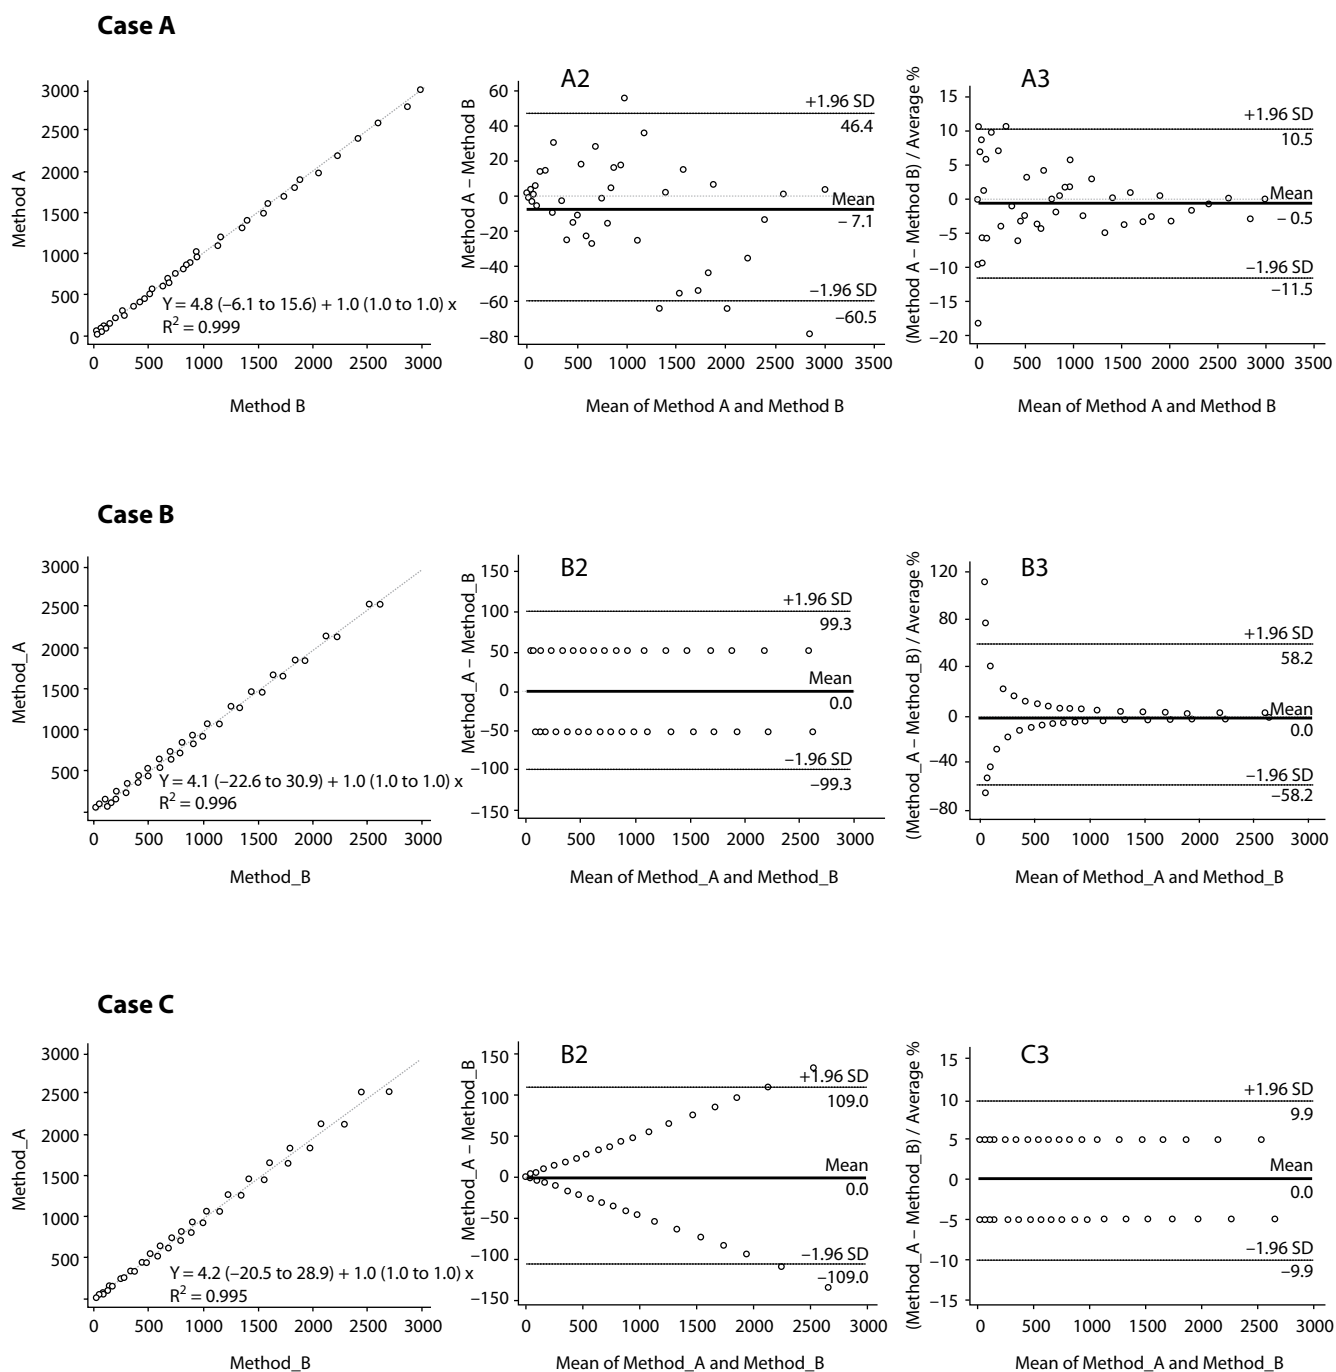 Case A
Method A
3000
2500
2000
1500
1000
500
0
Y = 4.8 (–6.1 to 15.6) + 1.0 (1.0 to 1.0) x
R² = 0.999
0 500 1000 1500 2000 2500 3000
Method B
A2
Method A – Method B
60
40
20
0
–20
–40
–60
–80
+1.96 SD
46.4
Mean
– 7.1
–1.96 SD
–60.5
0 500 1000 1500 2000 2500 3000 3500
Mean of Method A and Method B
A3
(Method A – Method B) / Average %
15
10
5
0
–5
–10
–15
–20
+1.96 SD
10.5
Mean
– 0.5
–1.96 SD
–11.5
0 500 1000 1500 2000 2500 3000 3500
Mean of Method A and Method B
Case B
Method_A
3000
2500
2000
1500
1000
500
Y = 4.1 (–22.6 to 30.9) + 1.0 (1.0 to 1.0) x
R² = 0.996
0 500 1000 1500 2000 2500 3000
Method_B
B2
Method_A – Method_B
150
100
50
0
–50
–100
–150
+1.96 SD
99.3
Mean
0.0
–1.96 SD
–99.3
0 500 1000 1500 2000 2500 3000
Mean of Method_A and Method_B
B3
(Method_A – Method_B) / Average %
120
80
40
0
–40
–80
+1.96 SD
58.2
Mean
0.0
–1.96 SD
–58.2
0 500 1000 1500 2000 2500 3000
Mean of Method_A and Method_B
Case C
Method_A
3000
2500
2000
1500
1000
500
Y = 4.2 (–20.5 to 28.9) + 1.0 (1.0 to 1.0) x
R² = 0.995
0 500 1000 1500 2000 2500 3000
Method_B
B2
Method_A – Method_B
150
100
50
0
–50
–100
–150
+1.96 SD
109.0
Mean
0.0
–1.96 SD
–109.0
0 500 1000 1500 2000 2500 3000
Mean of Method_A and Method_B
C3
(Method_A – Method_B) / Average %
15
10
5
0
–5
–10
–15
+1.96 SD
9.9
Mean
0.0
–1.96 SD
–9.9
0 500 1000 1500 2000 2500 3000
Mean of Method_A and Method_B